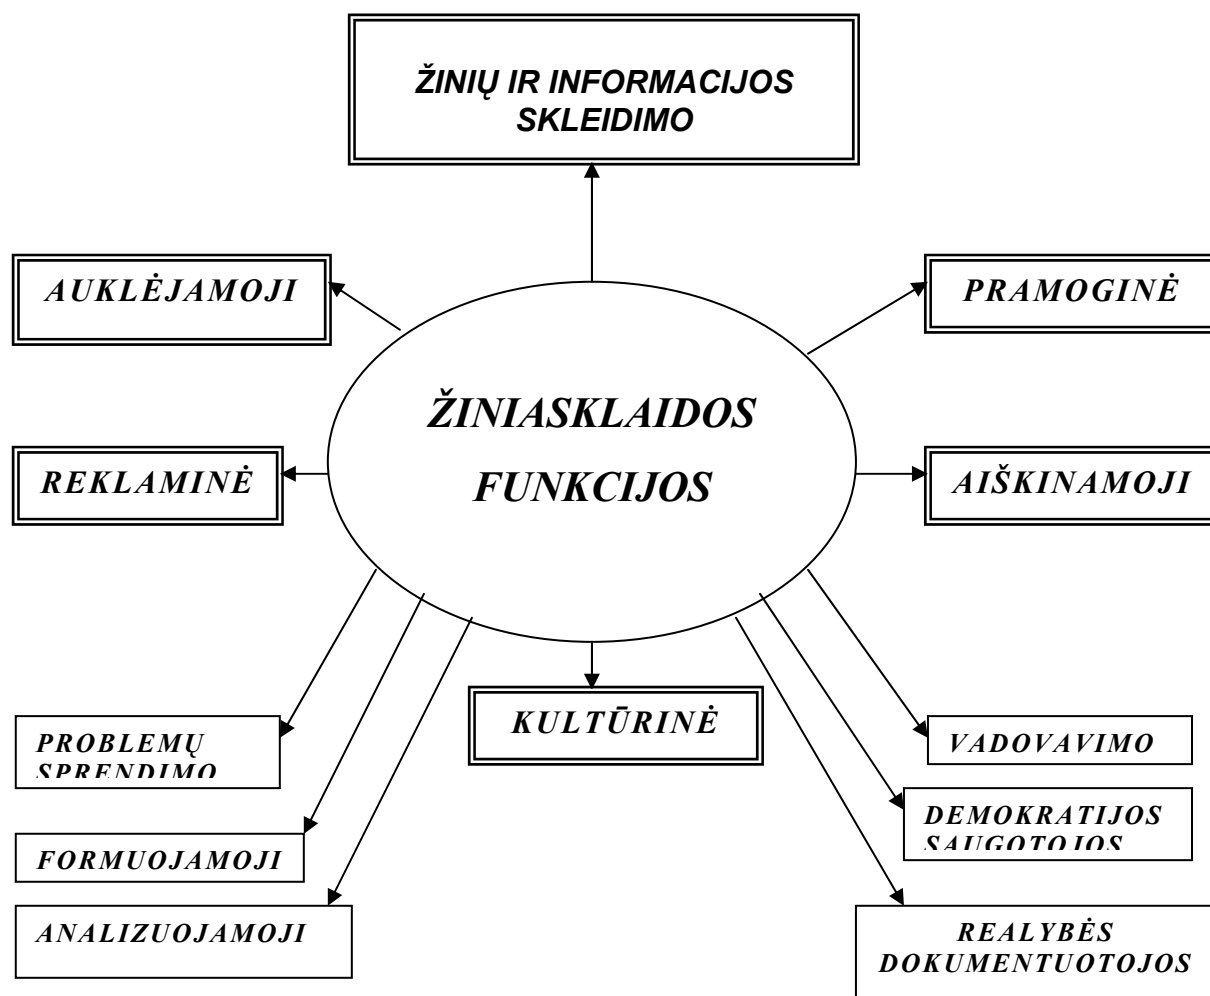 ŽINIŲ IR INFORMACIJOS
SKLEIDIMO
AUKLĖJAMOJI
PRAMOGINĖ
ŽINIASKLAIDOS
FUNKCIJOS
REKLAMINĖ
AIŠKINAMOJI
KULTŪRINĖ
PROBLEMŲ
SPRENDIMO
VADOVAVIMO
DEMOKRATIJOS
SAUGOTOJOS
FORMUOJAMOJI
ANALIZUOJAMOJI
REALYBĖS
DOKUMENTUOTOJOS